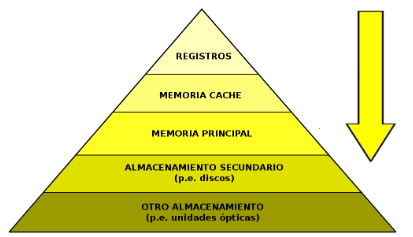 REGISTROS
MEMORIA CACHE
MEMORIA PRINCIPAL
ALMACENAMIENTO SECUNDARIO
(p.e. discos)
OTRO ALMACENAMIENTO
(p.e. unidades ópticas)